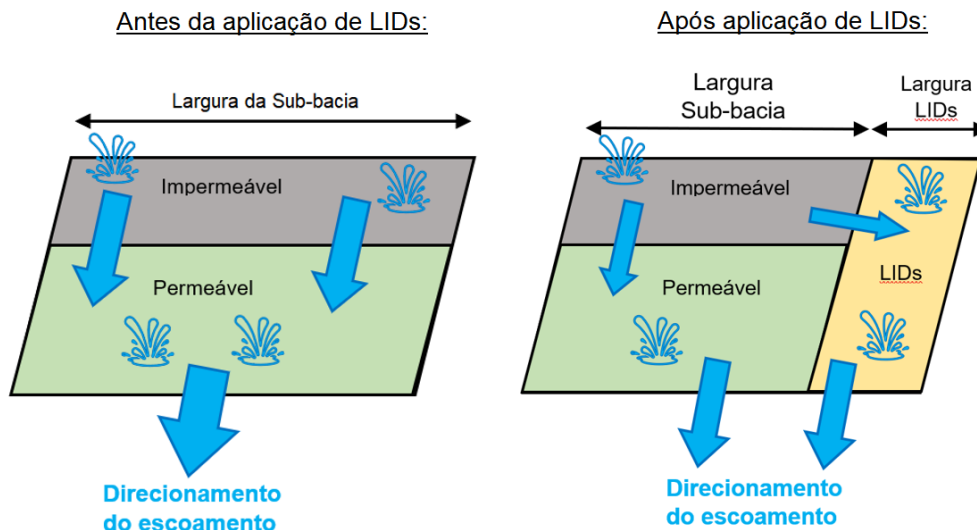 Antes da aplicação de LIDs:
Largura da Sub-bacia
Impermeável
Permeável
Direcionamento
do escoamento
Após aplicação de LIDs:
Largura
Sub-bacia
Largura
LIDs
Impermeável
Permeável
LIDs
Direcionamento
do escoamento